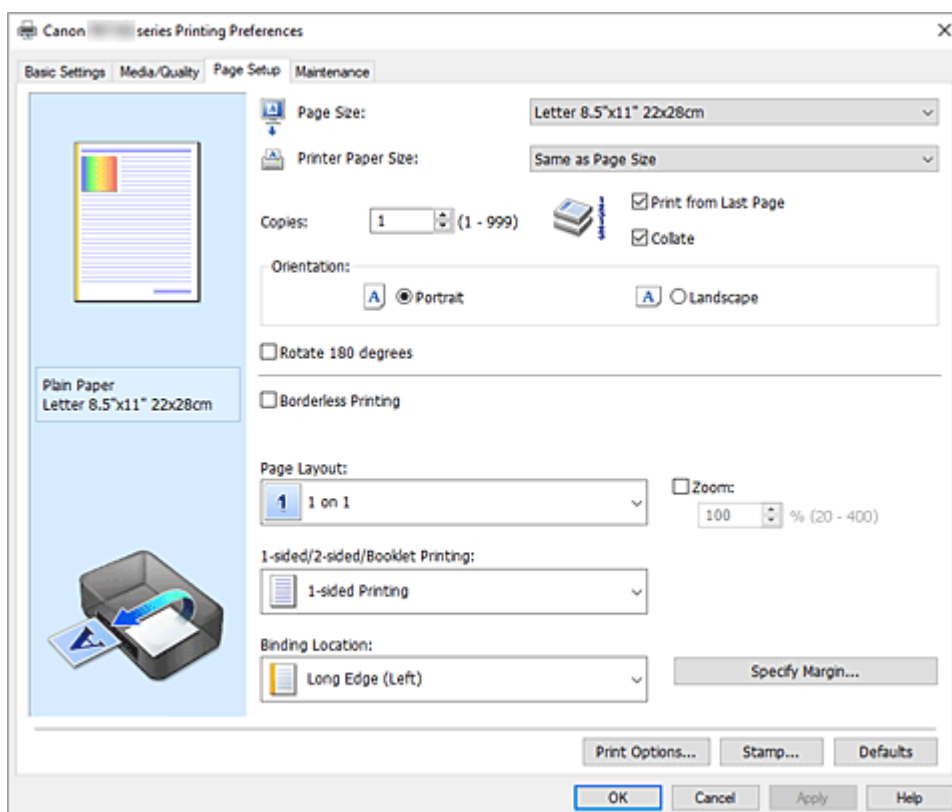 Canon series Printing Preferences
Basic Settings Media/Quality Page Setup Maintenance
Page Size: Letter 8.5"x11" 22x28cm
Printer Paper Size: Same as Page Size
Copies: 1 (1 - 999)
Print from Last Page
Collate
Orientation:
A Portrait A Landscape
Rotate 180 degrees
Plain Paper
Letter 8.5"x11" 22x28cm
Borderless Printing
Page Layout:
1 1 on 1
Zoom:
100 % (20 - 400)
1-sided/2-sided/Booklet Printing:
1-sided Printing
Binding Location:
Long Edge (Left) Specify Margin...
A
Print Options... Stamp... Defaults
OK Cancel Apply Help